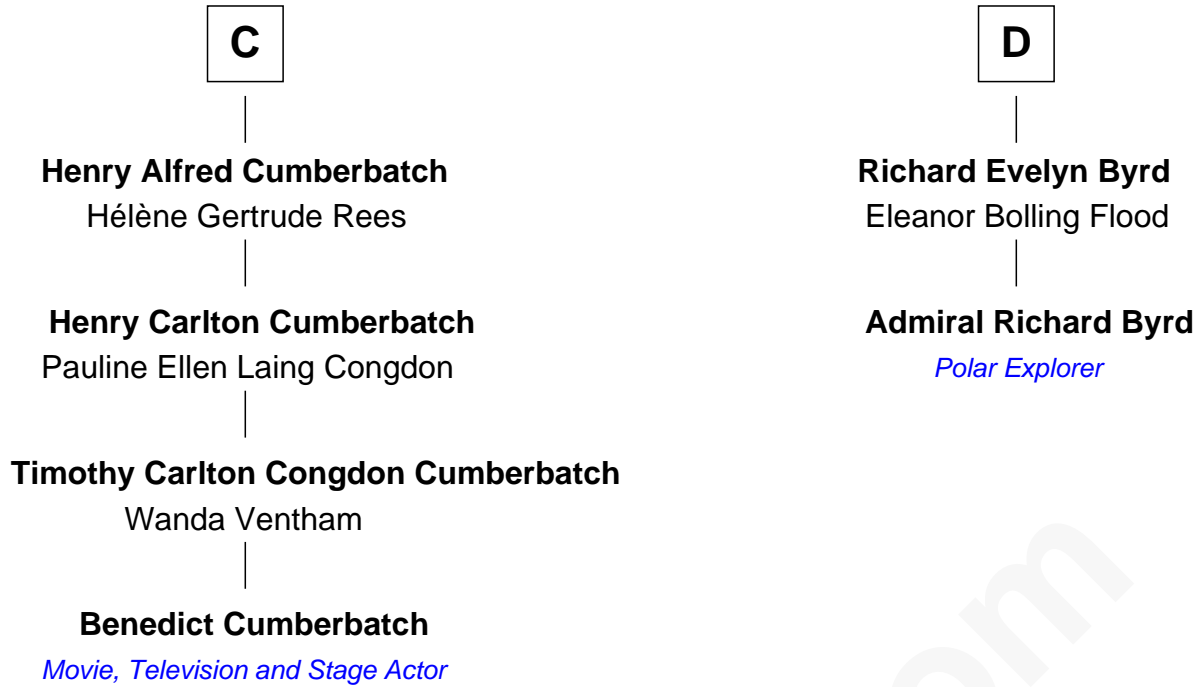 C
Henry Alfred Cumberbatch
Hélène Gertrude Rees
Henry Carlton Cumberbatch
Pauline Ellen Laing Congdon
Timothy Carlton Congdon Cumberbatch
Wanda Ventham
Benedict Cumberbatch
Movie, Television and Stage Actor
D
Richard Evelyn Byrd
Eleanor Bolling Flood
Admiral Richard Byrd
Polar Explorer
om